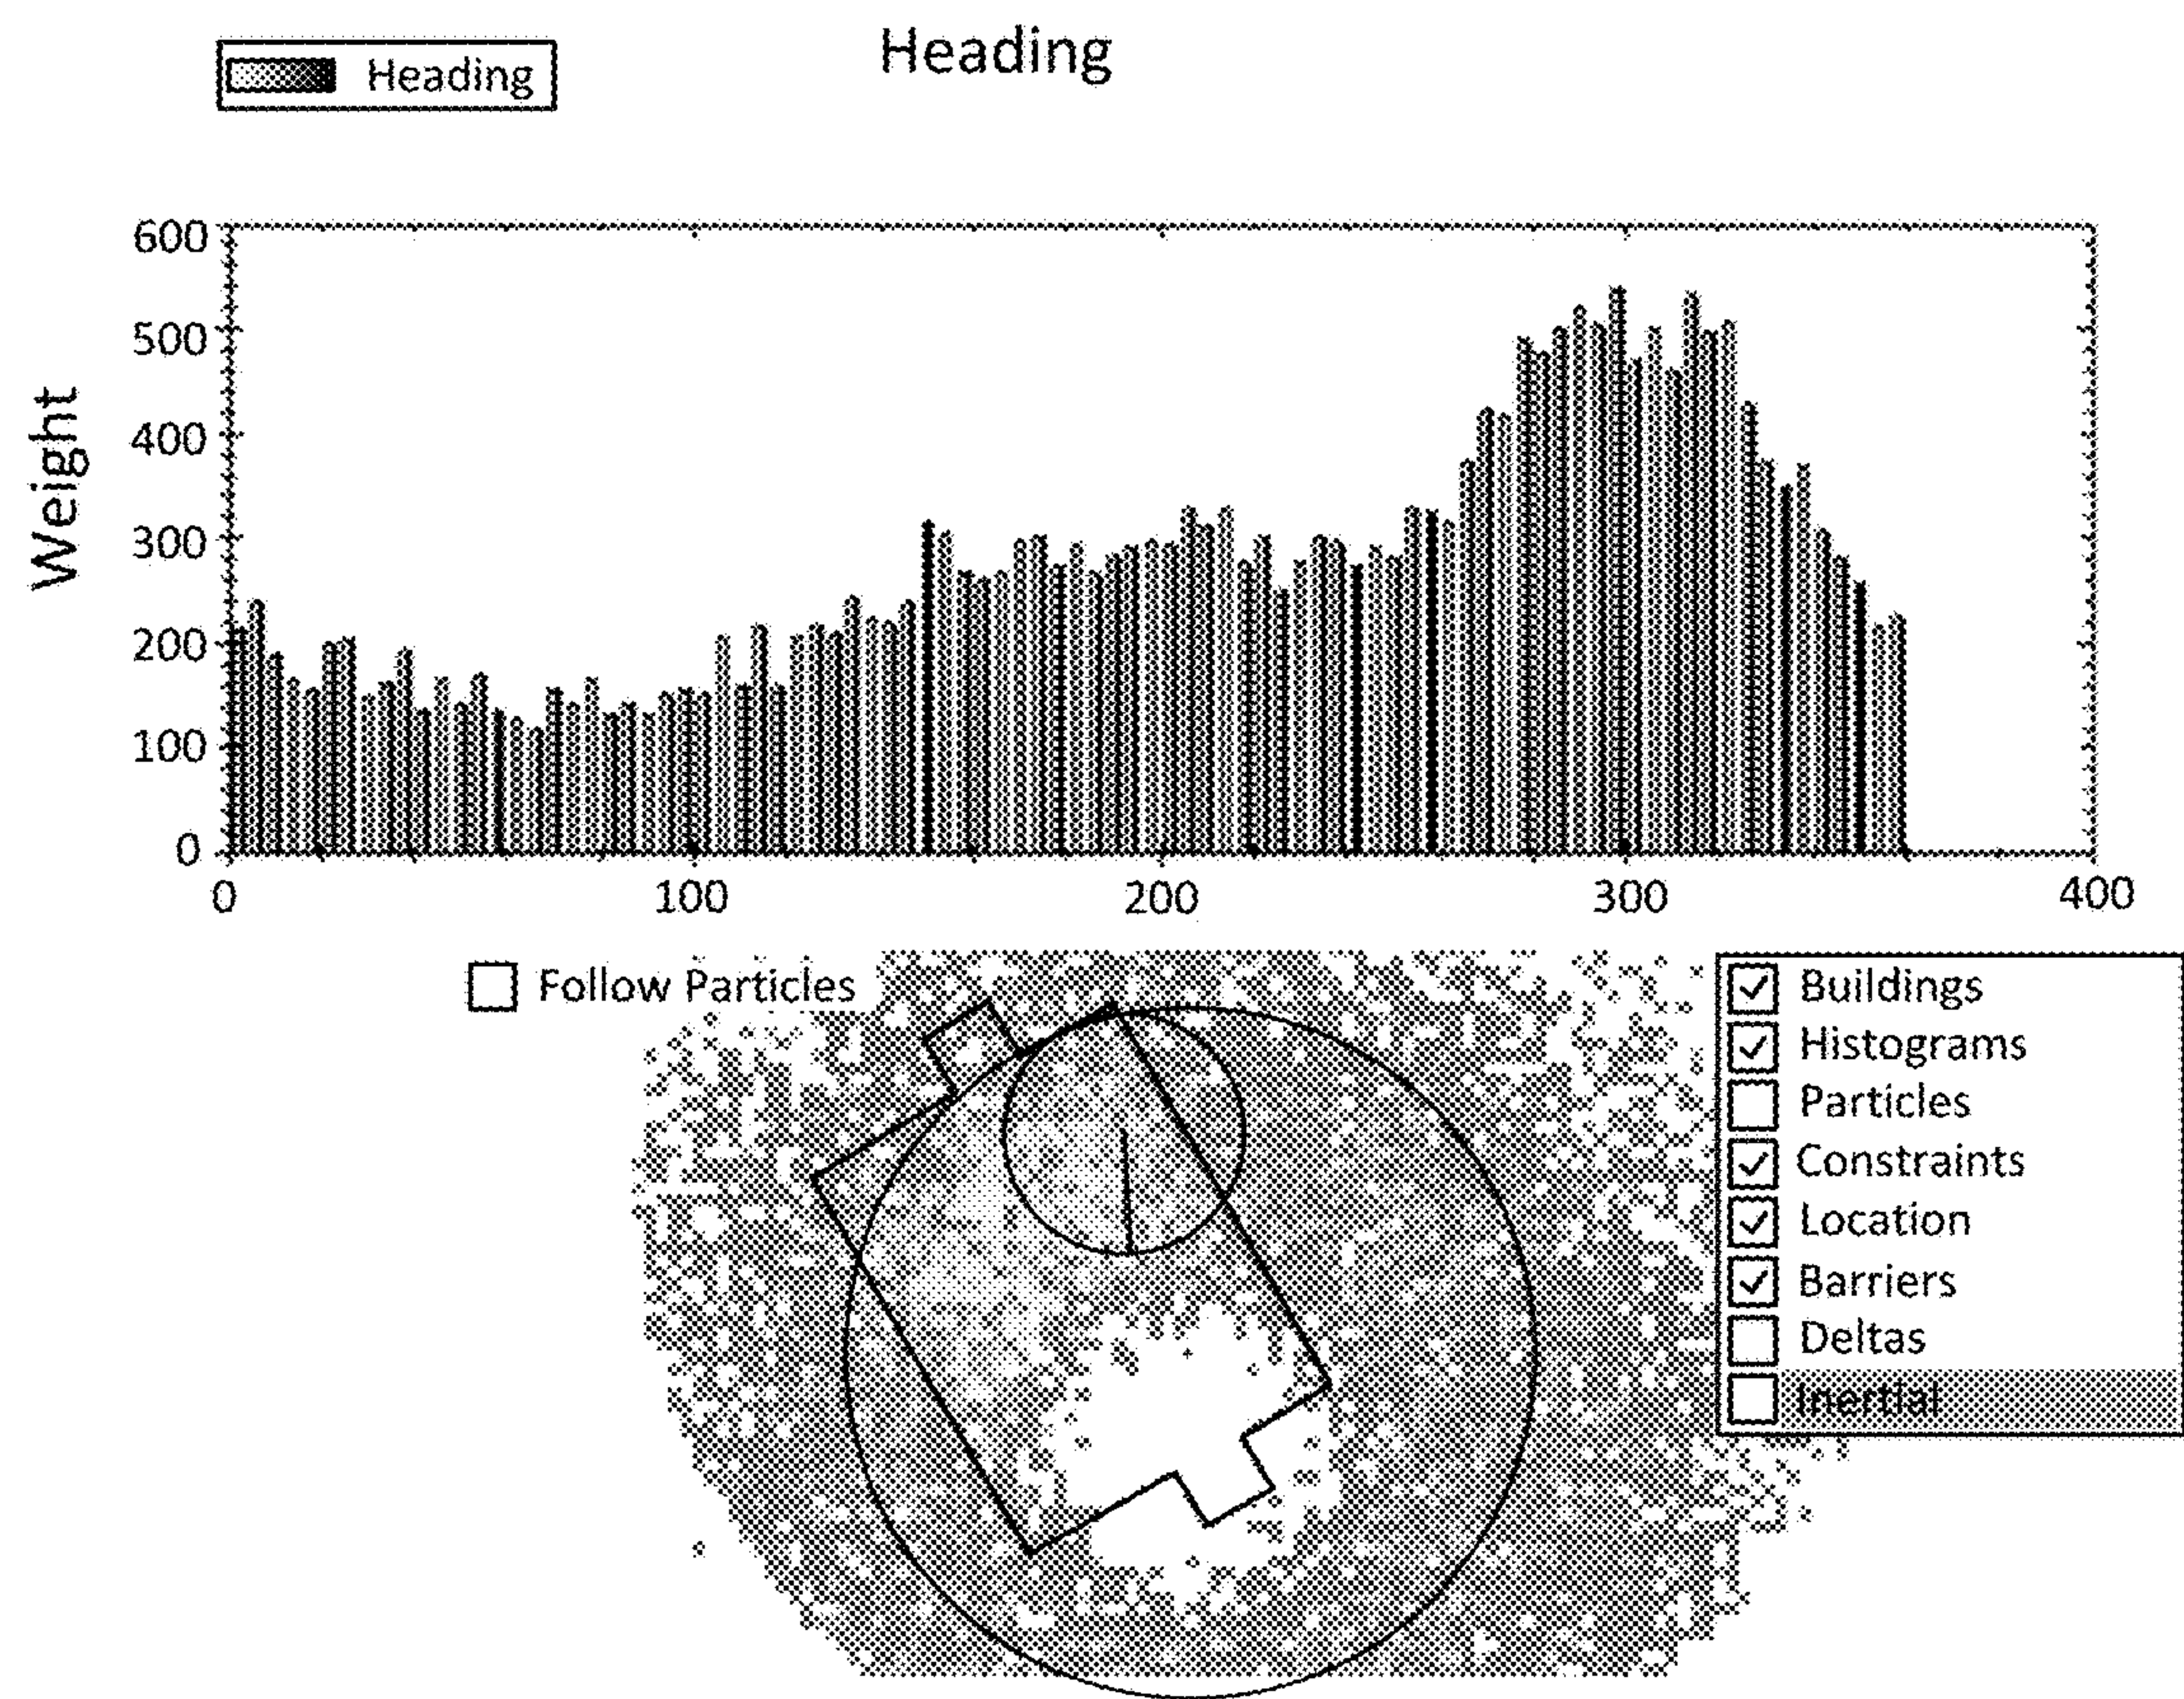 Heading
Heading
600
500
400
300
200
100
0
Weight
0 100 200 300 400
Follow Particles
Buildings
Histograms
Particles
Constraints
Location
Barriers
Deltas
Inertial